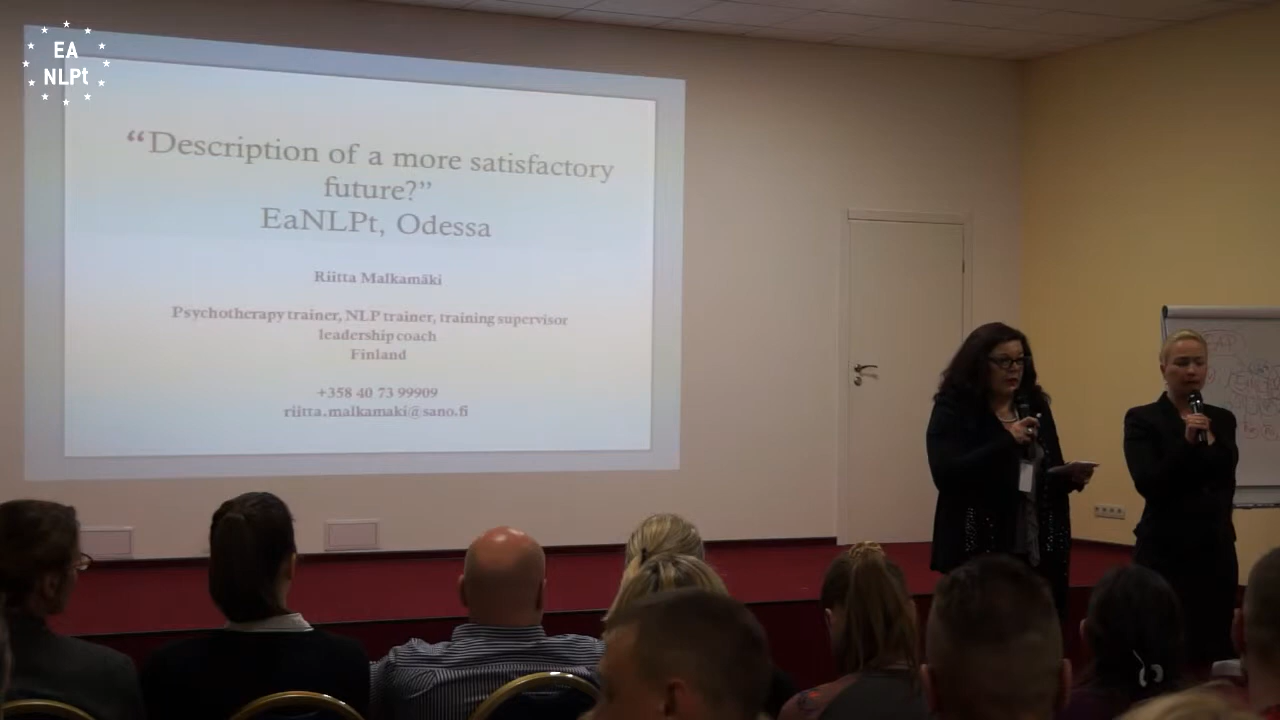 EA
NLPt
“Description of a more satisfactory
future?”
EaNLPt, Odessa
Riitta Malkamäki
Psychotherapy trainer, NLP trainer, training supervisor
leadership coach
Finland
+358 40 73 99909
riitta.malkamaki@sano.fi
EAP